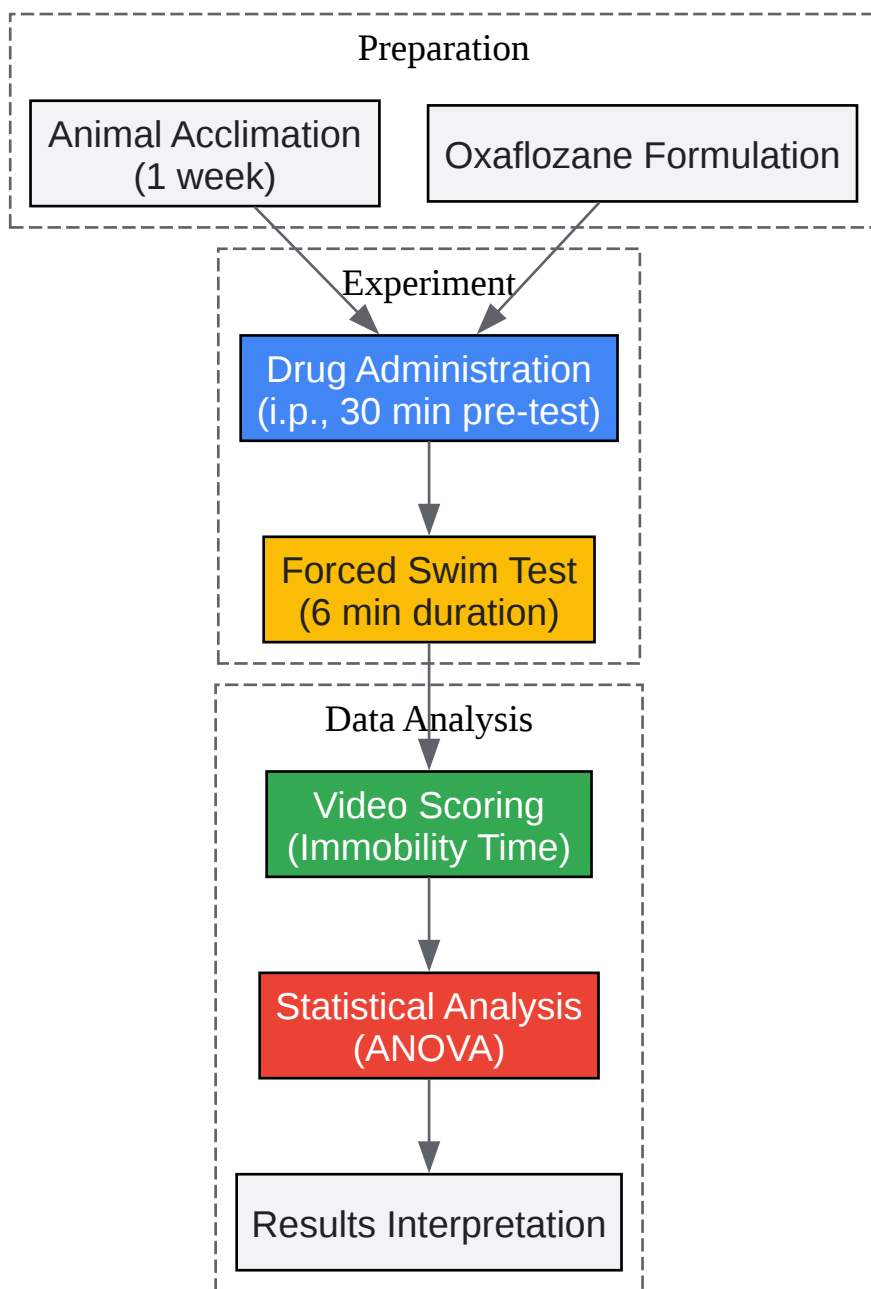 Preparation
Animal Acclimation
(1 week)
Oxaflozane Formulation
Experiment
Drug Administration
(i.p., 30 min pre-test)
Forced Swim Test
(6 min duration)
Data Analysis
Video Scoring
(Immobility Time)
Statistical Analysis
(ANOVA)
Results Interpretation